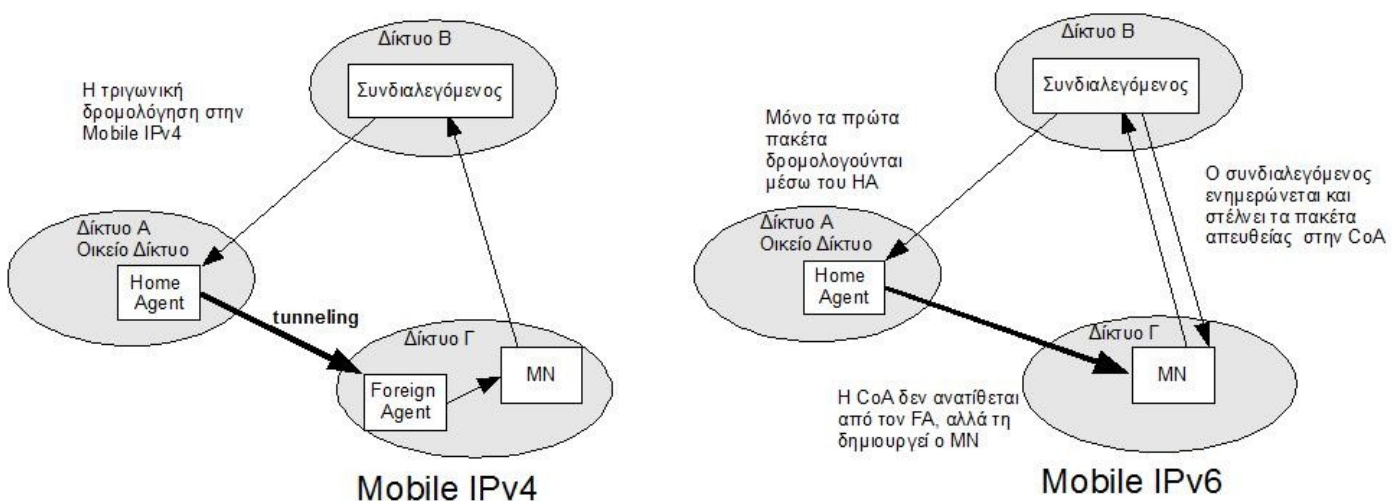 Δίκτυο Β
Συνδιαλεγόμενος
Η τριγωνική
δρομολόγηση στην
Mobile IPv4
Δίκτυο Α
Οικείο Δίκτυο
Home
Agent
tunneling
Δίκτυο Γ
Foreign
Agent
MN
Mobile IPv4
Δίκτυο Β
Συνδιαλεγόμενος
Μόνο τα πρώτα
πακέτα
δρομολογούνται
μέσω του HA
Ο συνδιαλεγόμενος
ενημερώνεται και
στέλνει τα πακέτα
απευθείας στην CoA
Δίκτυο Α
Οικείο Δίκτυο
Home
Agent
Δίκτυο Γ
MN
Η CoA δεν ανατίθεται
από τον FA, αλλά τη
δημιουργεί ο MN
Mobile IPv6